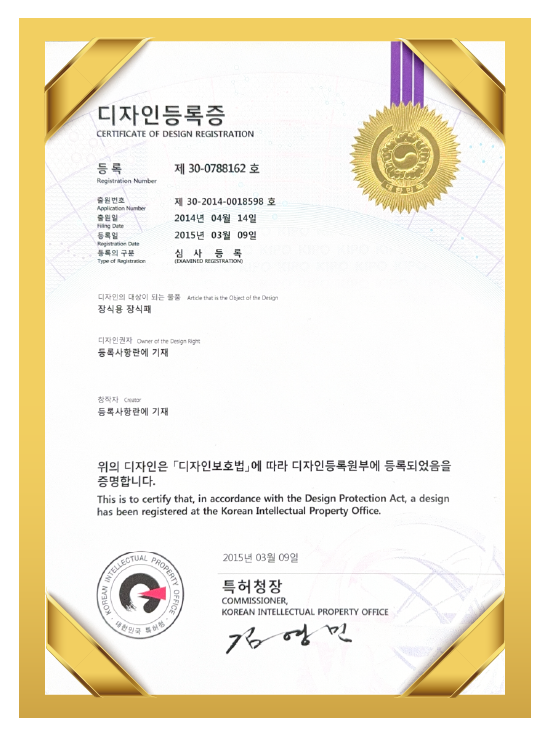 디자인등록증
CERTIFICATE OF DESIGN REGISTRATION
등 록 제 30-0788162 호
Registration Number
출원번호 제 30-2014-0018598 호
Application Number
출원일 2014년 04월 14일
Filing Date
등록일 2015년 03월 09일
Registration Date
등록의 구분 심 사 등 록
Type of Registration (EXAMINED REGISTRATION)
대한민국
디자인의 대상이 되는 물품 Article that is the Object of the Design
장식용 장식패
디자인권자 Owner of the Design Right
등록사항란에 기재
창작자 Creator
등록사항란에 기재
위의 디자인은 「디자인보호법」에 따라 디자인등록원부에 등록되었음을
증명합니다.
This is to certify that, in accordance with the Design Protection Act, a design
has been registered at the Korean Intellectual Property Office.
2015년 03월 09일
특허청장
COMMISSIONER,
KOREAN INTELLECTUAL PROPERTY OFFICE
김영민
KOREAN INTELLECTUAL PROPERTY OFFICE
대한민국 특허청